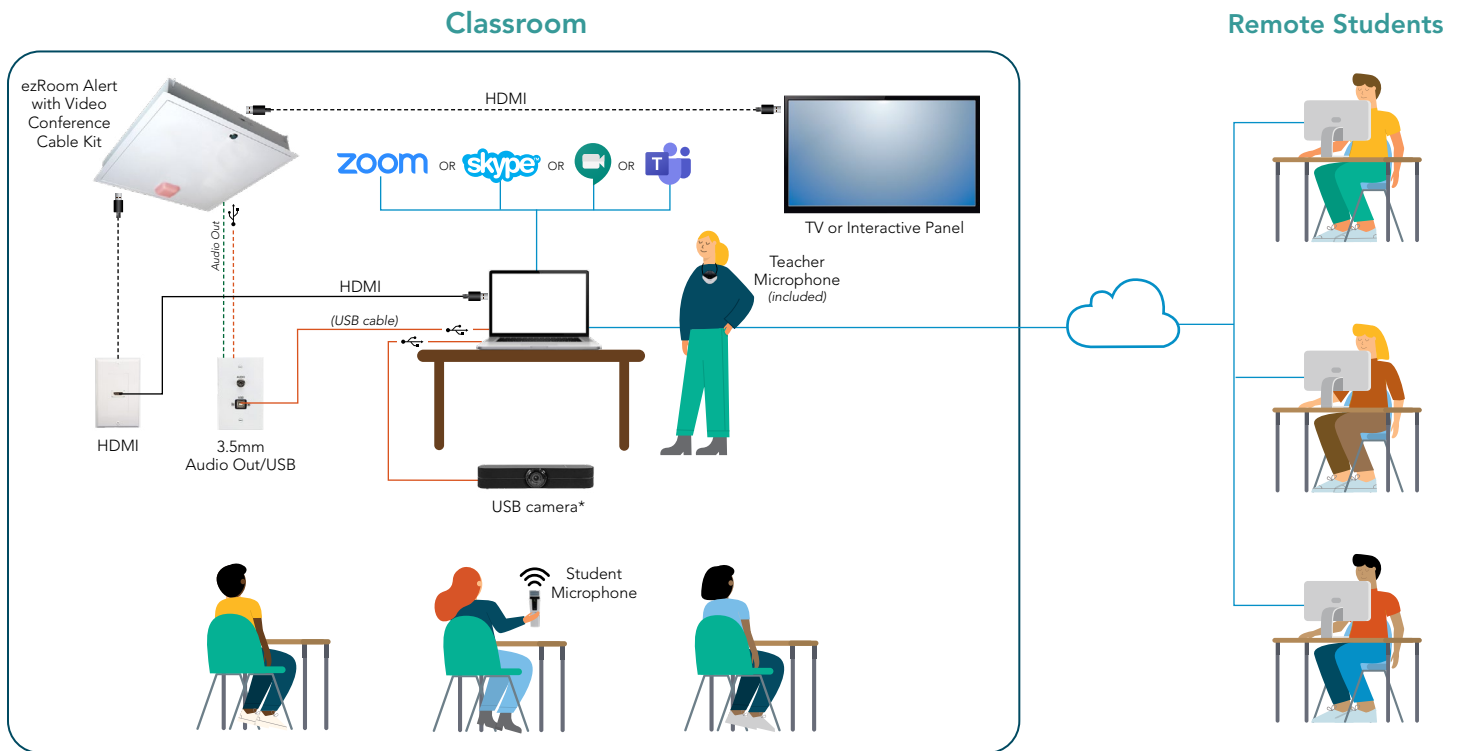 Classroom
Remote Students
ezRoom Alert
with Video
Conference
Cable Kit
HDMI
zoom OR skype™ OR OR T
TV or Interactive Panel
Audio Out
Teacher
Microphone
(included)
HDMI
(USB cable)
HDMI
3.5mm
Audio Out/USB
USB camera*
Student
Microphone